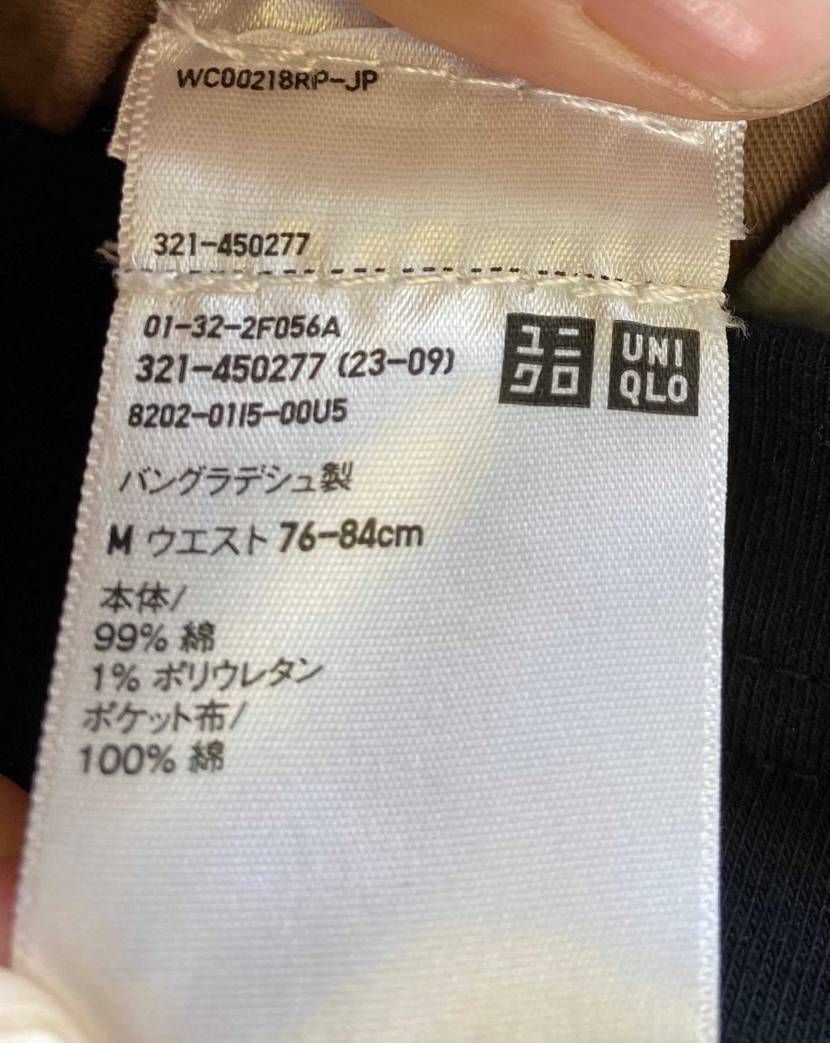 WC00218RP-JP
321-450277
01-32-2F056A
321-450277 (23-09)
8202-0115-00U5
ユニ
クロ
UNI
QLO
バングラデシュ製
M ウエスト 76-84cm
本体/
99% 綿
1% ポリウレタン
ポケット布/
100% 綿